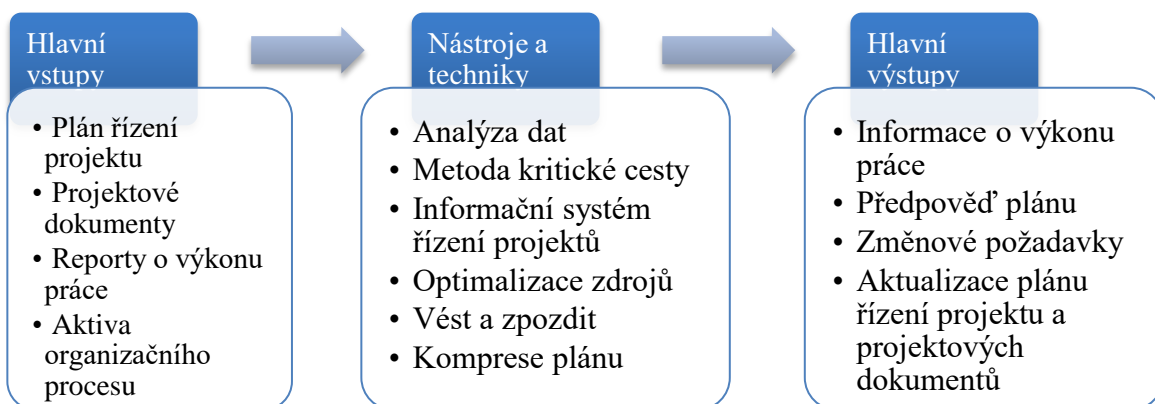 Hlavní
vstupy
• Plán řízení
projektu
• Projektové
dokumenty
• Reporty o výkonu
práce
• Aktiva
organizačního
procesu
Nástroje a
techniky
• Analýza dat
• Metoda kritické cesty
• Informační systém
řízení projektů
• Optimalizace zdrojů
• Vést a zpozdit
• Komprese plánu
Hlavní
výstupy
• Informace o výkonu
práce
• Předpověď plánu
• Změnové požadavky
• Aktualizace plánu
řízení projektu a
projektových
dokumentů